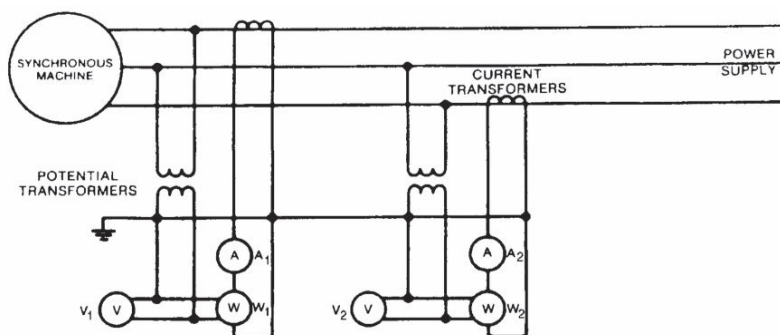 SYNCHRONOUS
MACHINE
POWER
SUPPLY
CURRENT
TRANSFORMERS
POTENTIAL
TRANSFORMERS
A A₁
A A₂
V₁ V W W₁
V₂ V W W₂